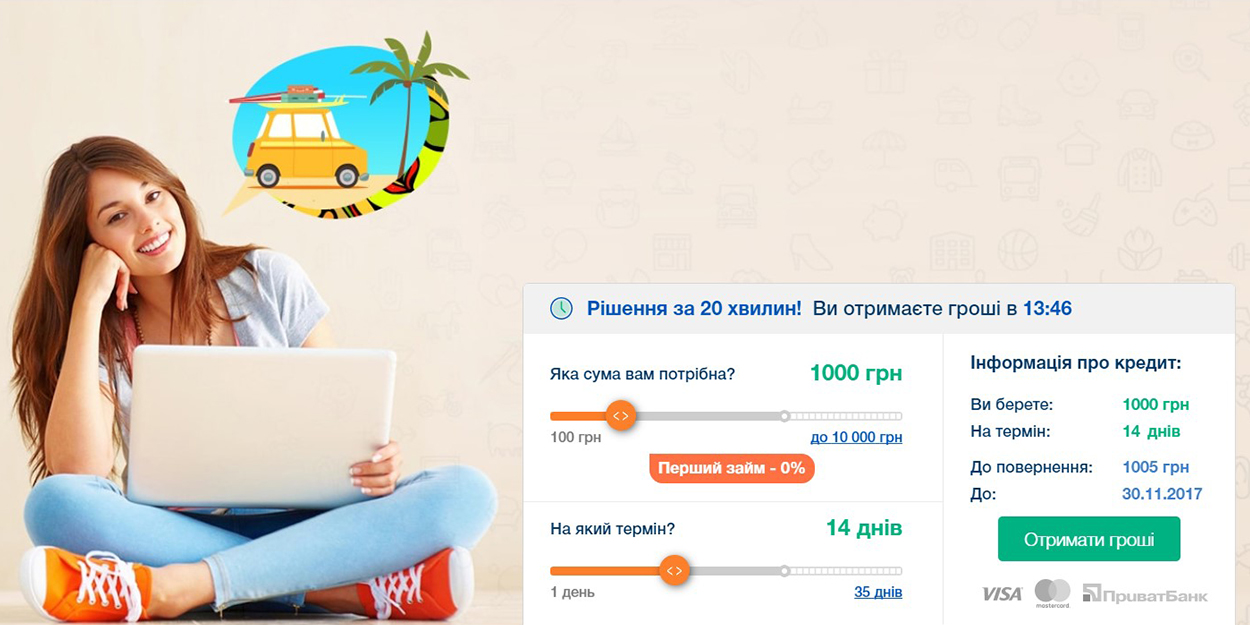 Рішення за 20 хвилин! Ви отримаєте гроші в 13:46
Яка сума вам потрібна? 1000 грн
100 грн до 10 000 грн
Перший займ - 0%
На який термін? 14 днів
1 день 35 днів
Інформація про кредит:
Ви берете: 1000 грн
На термін: 14 днів
До повернення: 1005 грн
До: 30.11.2017
Отримати гроші
VISA mastercard ПриватБанк